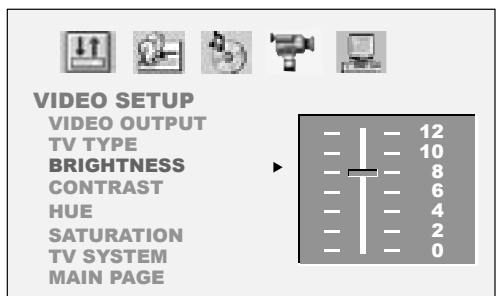 VIDEO SETUP
VIDEO OUTPUT
TV TYPE
BRIGHTNESS
CONTRAST
HUE
SATURATION
TV SYSTEM
MAIN PAGE
12
10
8
6
4
2
0